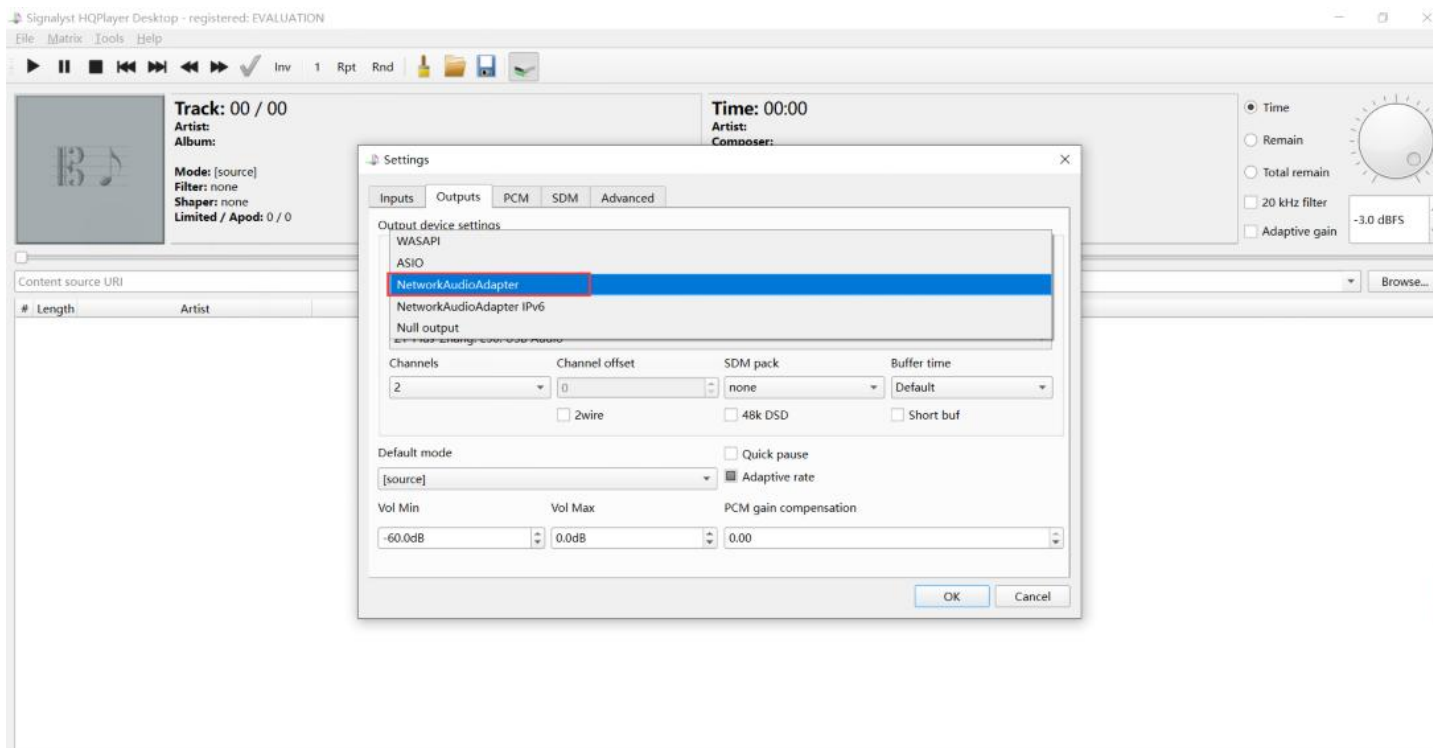 Signalyst HQPlayer Desktop - registered: EVALUATION
File Matrix Tools Help
Inv 1 Rpt Rnd
Track: 00 / 00
Artist:
Album:
Mode: [source]
Filter: none
Shaper: none
Limited / Apod: 0 / 0
Time: 00:00
Artist:
Composer:
Time
Remain
Total remain
20 kHz filter
Adaptive gain
-3.0 dBFS
Content source URI
Browse...
# Length Artist
Settings
Inputs Outputs PCM SDM Advanced
Output device settings
WASAPI
ASIO
NetworkAudioAdapter
NetworkAudioAdapter IPv6
Null output
USB Audio
Channels Channel offset SDM pack Buffer time
2 0 none Default
2wire 48k DSD Short buf
Default mode Quick pause
[source] Adaptive rate
Vol Min Vol Max PCM gain compensation
-60.0dB 0.0dB 0.00
OK Cancel